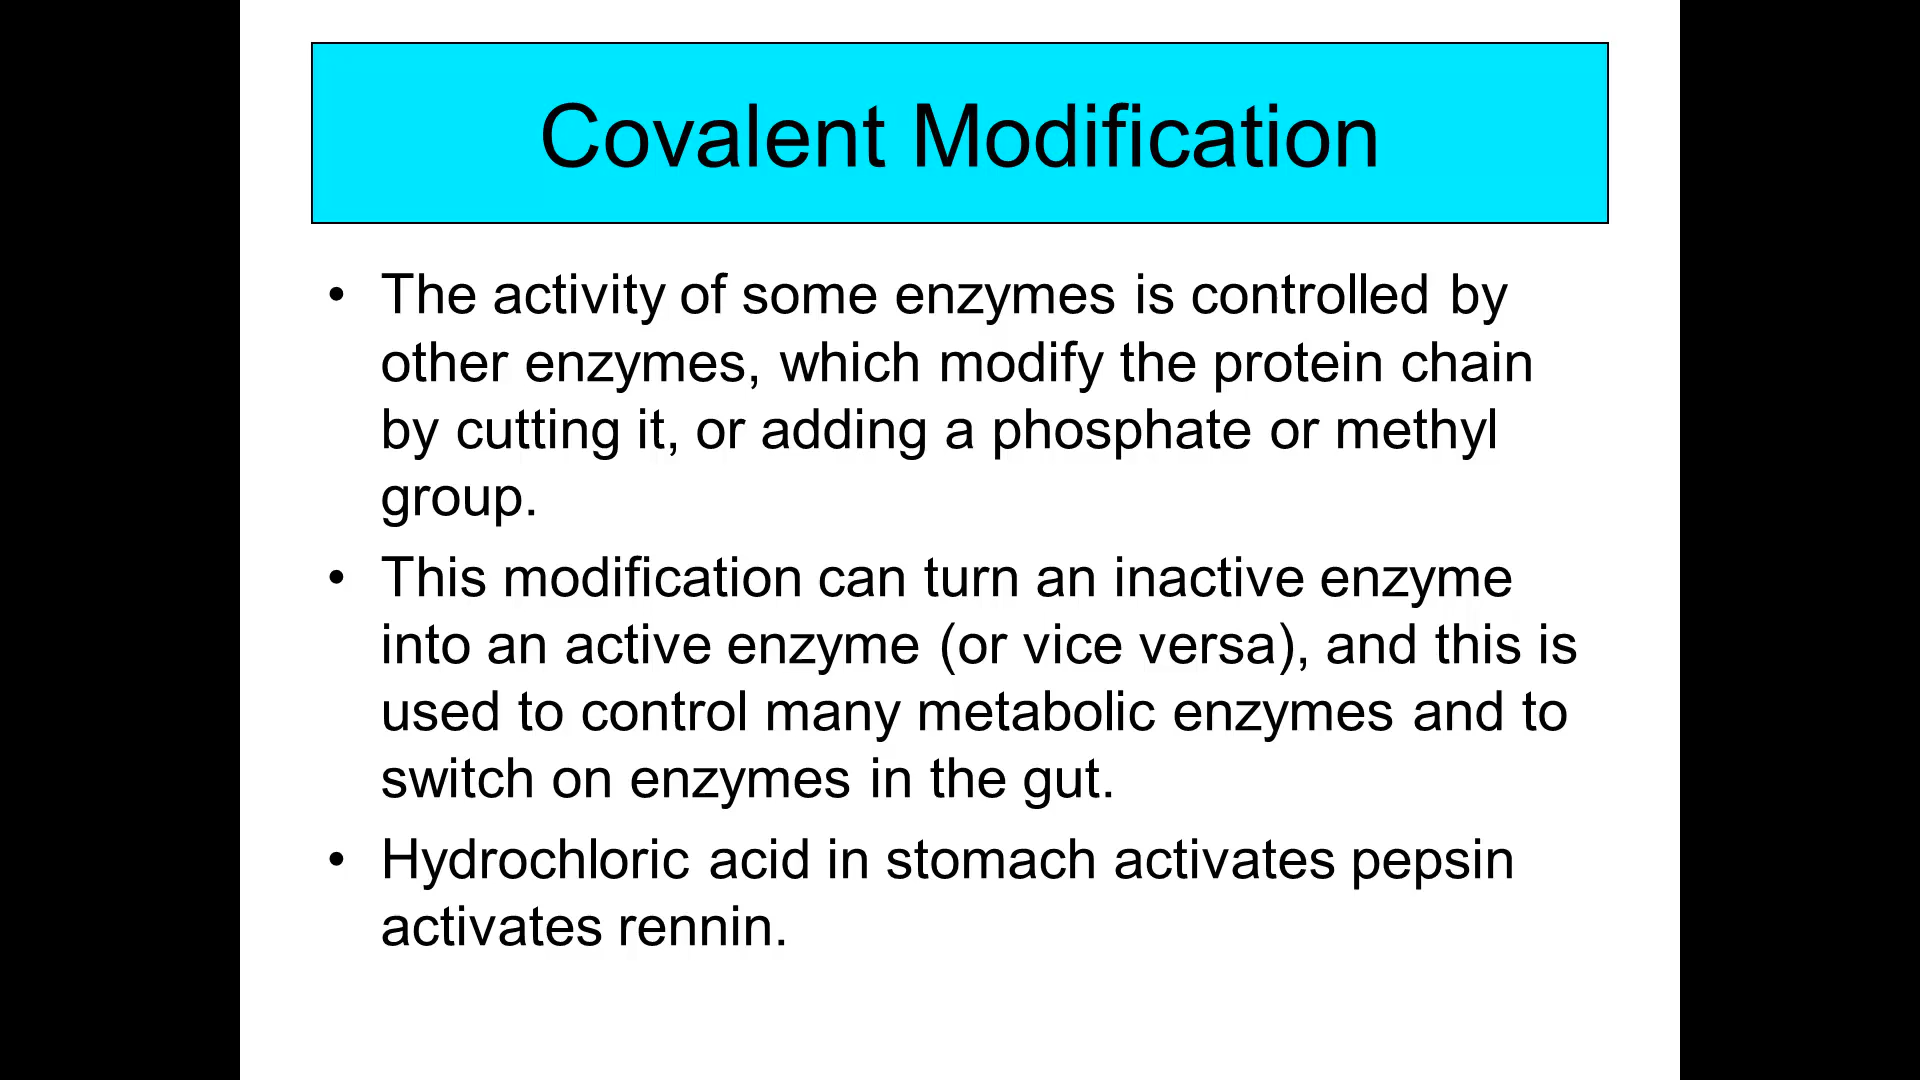 Covalent Modification
• The activity of some enzymes is controlled by
other enzymes, which modify the protein chain
by cutting it, or adding a phosphate or methyl
group.
• This modification can turn an inactive enzyme
into an active enzyme (or vice versa), and this is
used to control many metabolic enzymes and to
switch on enzymes in the gut.
• Hydrochloric acid in stomach activates pepsin
activates rennin.